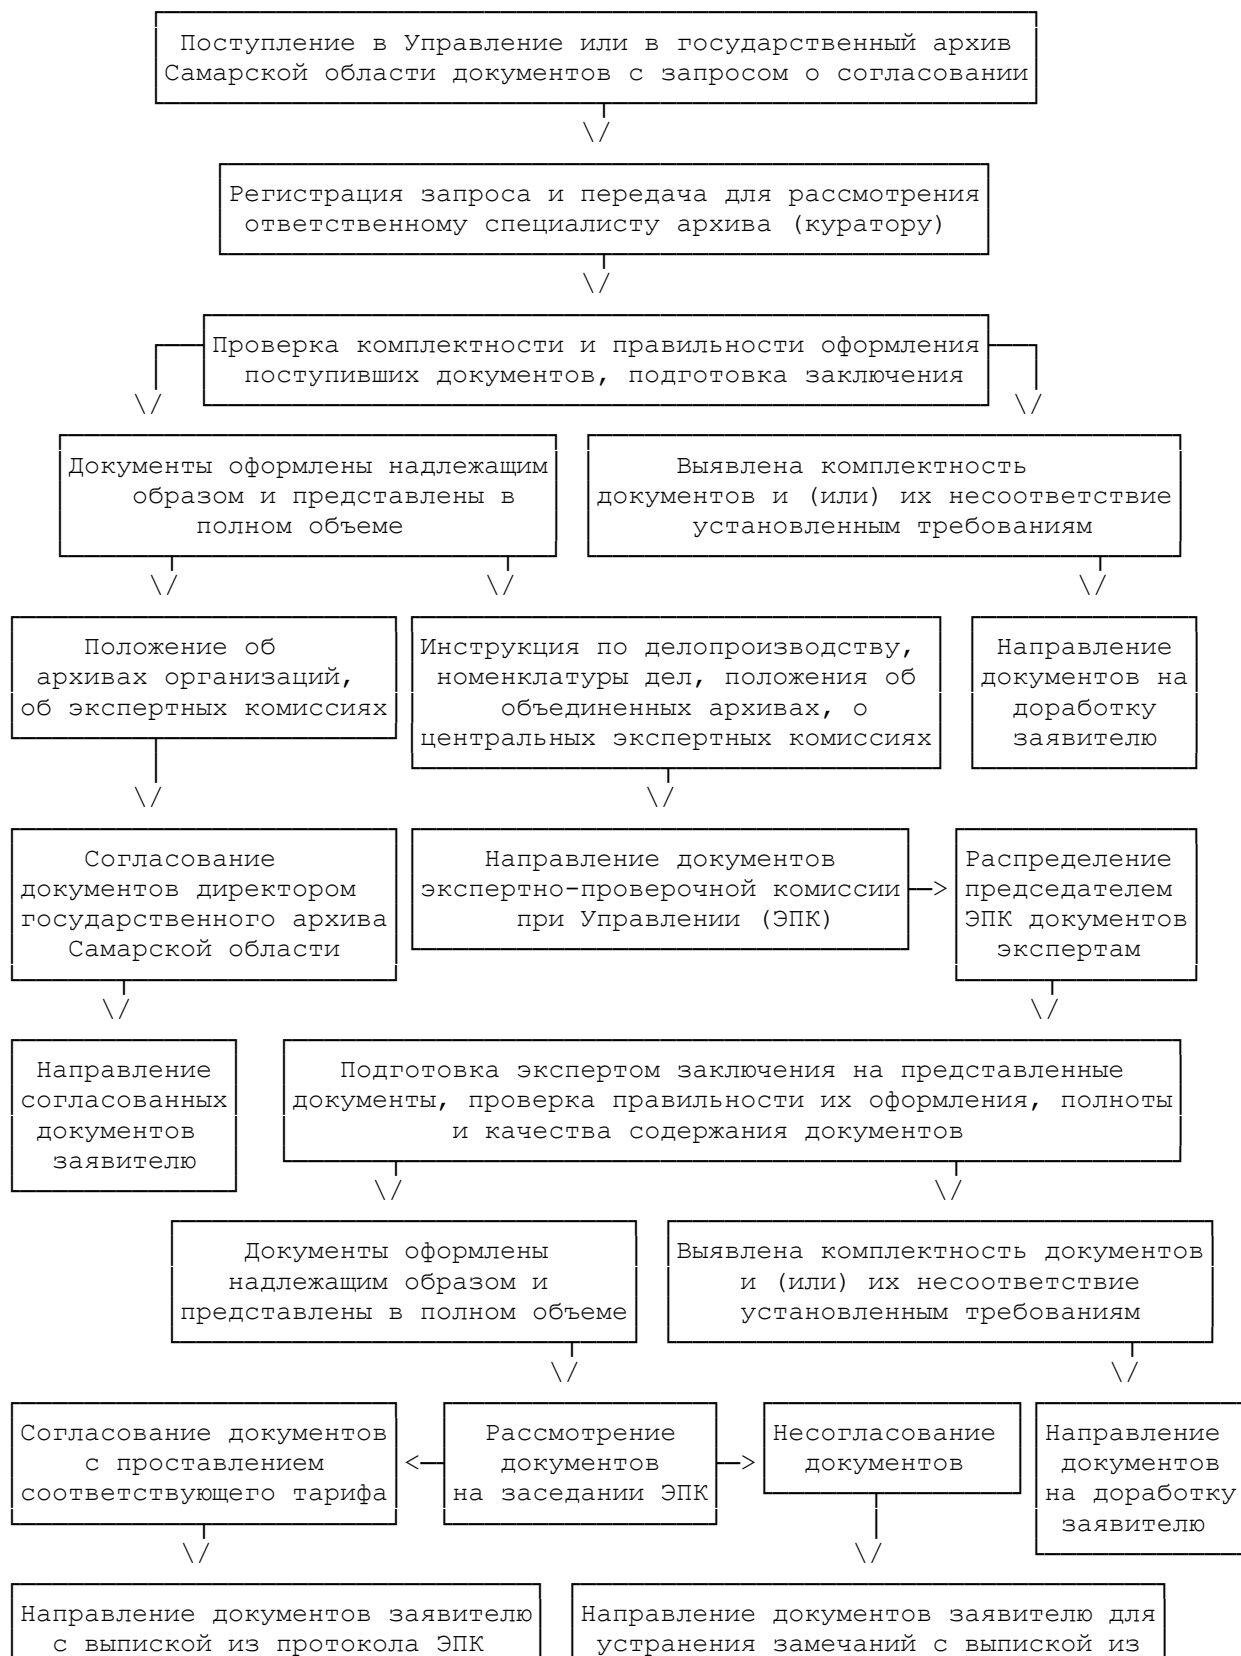 Поступление в Управление или в государственный архив
Самарской области документов с запросом о согласовании
\/
Регистрация запроса и передача для рассмотрения
ответственному специалисту архива (куратору)
\/
Проверка комплектности и правильности оформления
поступивших документов, подготовка заключения
\/ \/
Документы оформлены надлежащим
образом и представлены в
полном объеме
Выявлена комплектность
документов и (или) их несоответствие
установленным требованиям
\/ \/ \/
Положение об
архивах организаций,
об экспертных комиссиях
Инструкция по делопроизводству,
номенклатуры дел, положения об
объединенных архивах, о
центральных экспертных комиссиях
Направление
документов на
доработку
заявителю
\/ \/
Согласование
документов директором
государственного архива
Самарской области
Направление документов
экспертно-проверочной комиссии
при Управлении (ЭПК)
->
Распределение
председателем
ЭПК документов
экспертам
\/ \/
Направление
согласованных
документов
заявителю
Подготовка экспертом заключения на представленные
документы, проверка правильности их оформления, полноты
и качества содержания документов
\/ \/
Документы оформлены
надлежащим образом и
представлены в полном объеме
Выявлена комплектность документов
и (или) их несоответствие
установленным требованиям
\/ \/
Согласование документов
с проставлением
соответствующего тарифа
<-
Рассмотрение
документов
на заседании ЭПК
->
Несогласование
документов
Направление
документов
на доработку
заявителю
\/ \/
Направление документов заявителю
с выпиской из протокола ЭПК
Направление документов заявителю для
устранения замечаний с выпиской из